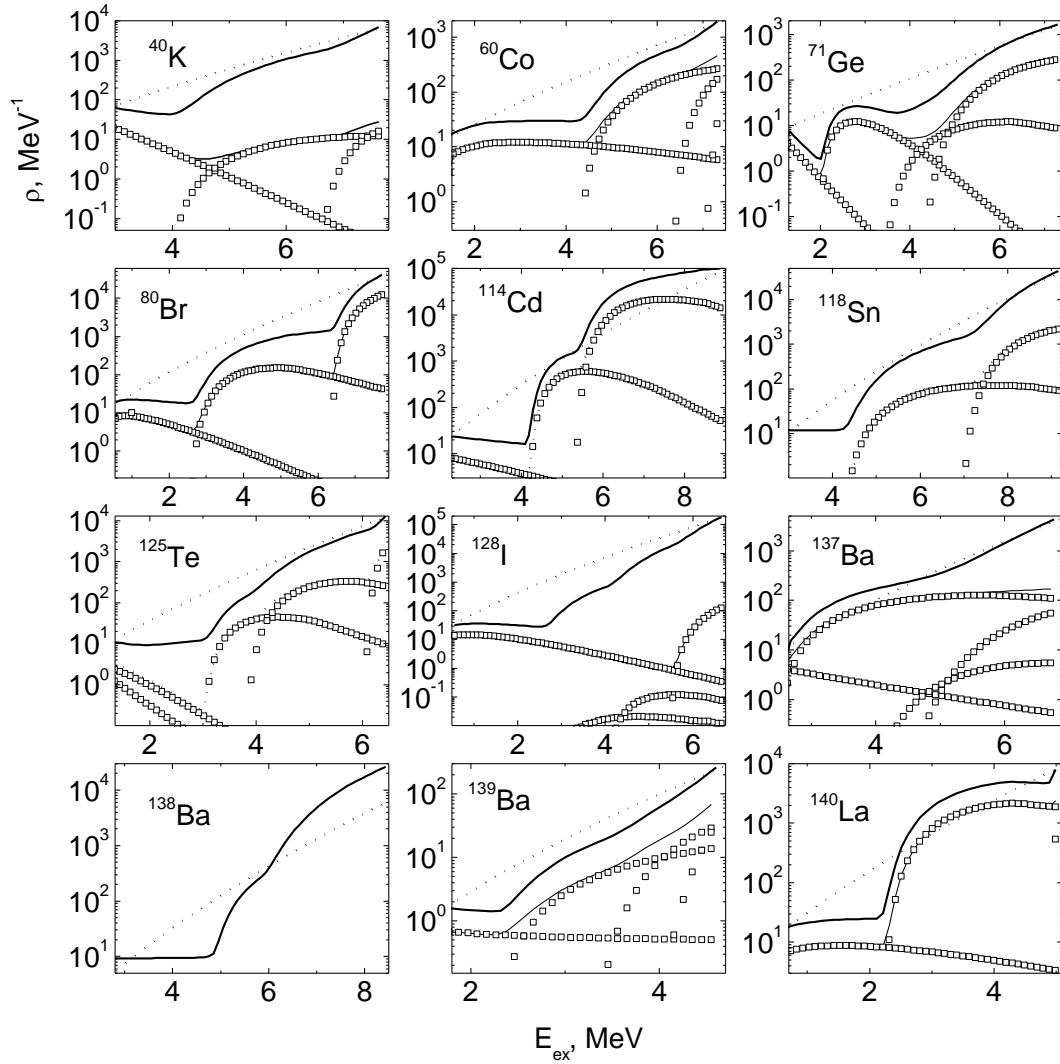 ρ, MeV⁻¹
10⁴ 10³ 10² 10¹ 10⁰ 10⁻¹
⁴⁰K
4 6
10³ 10² 10¹ 10⁰
⁶⁰Co
2 4 6
10³ 10² 10¹ 10⁰ 10⁻¹
⁷¹Ge
2 4 6
10⁴ 10³ 10² 10¹ 10⁰
⁸⁰Br
2 4 6
10⁵ 10⁴ 10³ 10² 10¹
¹¹⁴Cd
4 6 8
10⁴ 10³ 10² 10¹
¹¹⁸Sn
4 6 8
10⁴ 10³ 10² 10¹ 10⁰
¹²⁵Te
2 4 6
10⁵ 10⁴ 10³ 10² 10¹ 10⁰ 10⁻¹
¹²⁸I
2 4 6
10³ 10² 10¹ 10⁰
¹³⁷Ba
4 6
10⁴ 10³ 10² 10¹
¹³⁸Ba
4 6 8
10² 10¹ 10⁰
¹³⁹Ba
2 4
10⁴ 10³ 10² 10¹
¹⁴⁰La
2 4
E_ex, MeV